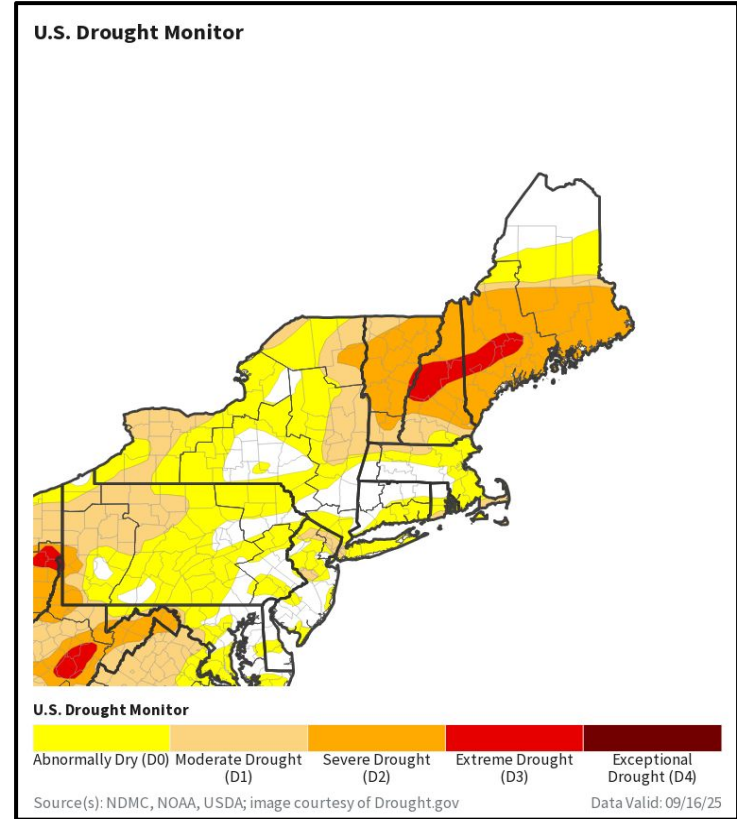 U.S. Drought Monitor
U.S. Drought Monitor
Abnormally Dry (D0) Moderate Drought (D1) Severe Drought (D2) Extreme Drought (D3) Exceptional Drought (D4)
Source(s): NDMC, NOAA, USDA; image courtesy of Drought.gov
Data Valid: 09/16/25